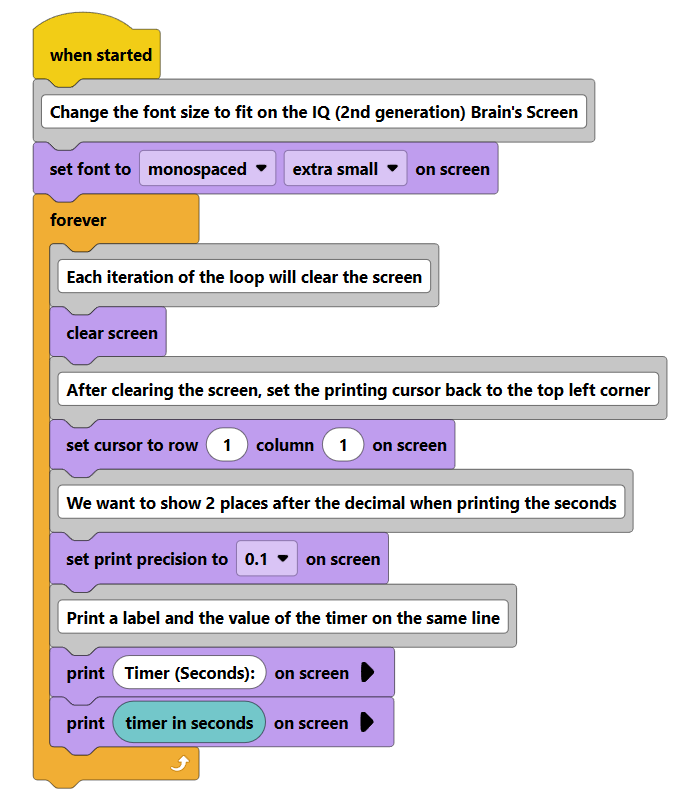 when started
Change the font size to fit on the IQ (2nd generation) Brain's Screen
set font to monospaced extra small on screen
forever
Each iteration of the loop will clear the screen
clear screen
After clearing the screen, set the printing cursor back to the top left corner
set cursor to row 1 column 1 on screen
We want to show 2 places after the decimal when printing the seconds
set print precision to 0.1 on screen
Print a label and the value of the timer on the same line
print Timer (Seconds): on screen
print timer in seconds on screen